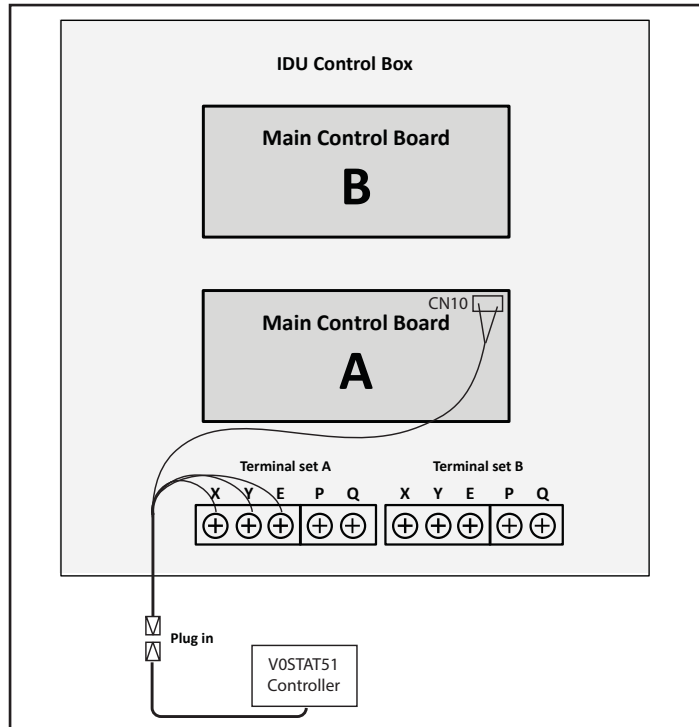 IDU Control Box
Main Control Board
B
CN10
Main Control Board
A
Terminal set A
Terminal set B
X Y E P Q
X Y E P Q
Plug in
V0STAT51
Controller